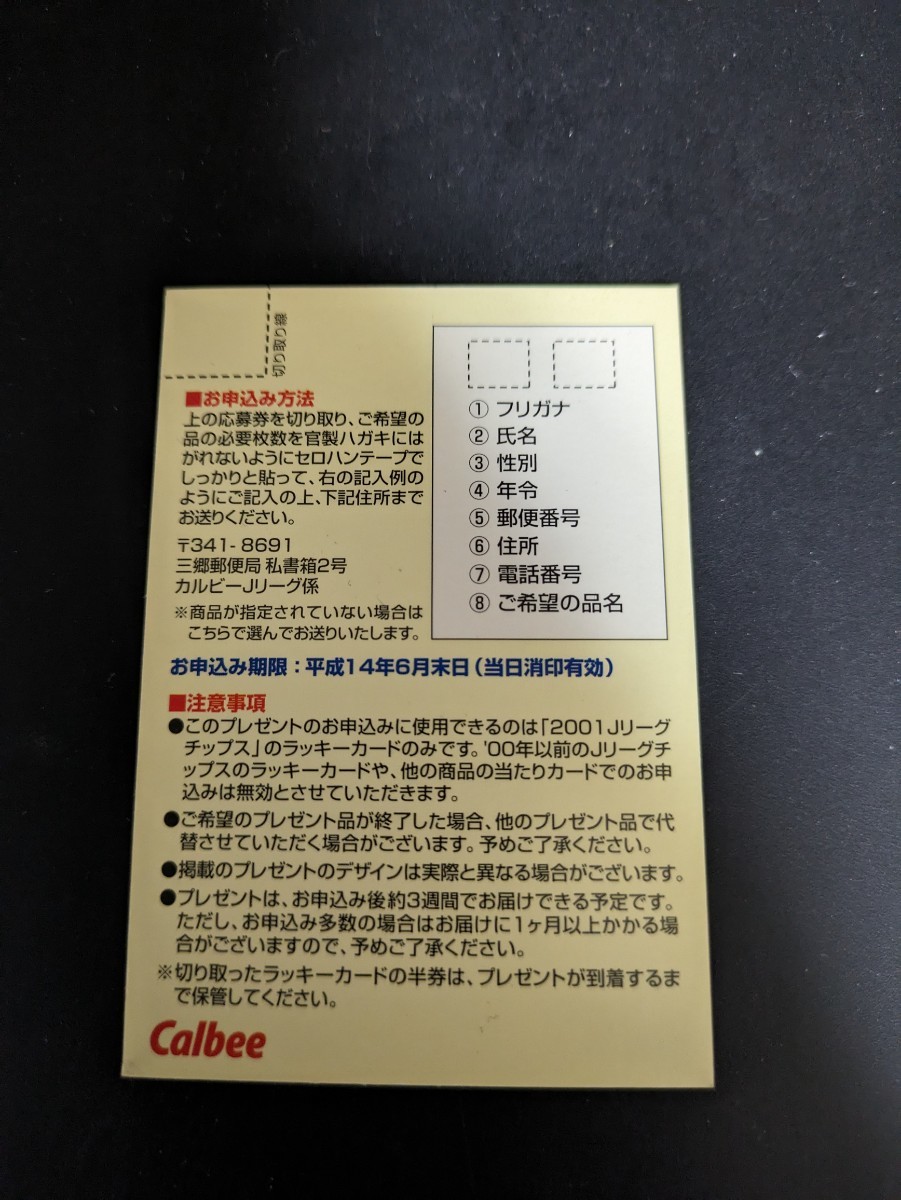 切り取り線
■お申込み方法
上の応募券を切り取り、ご希望の
品の必要枚数を官製ハガキには
がれないようにセロハンテープで
しっかりと貼って、右の記入例の
ようにご記入の上、下記住所まで
お送りください。
〒341-8691
三郷郵便局 私書箱2号
カルビーJリーグ係
※商品が指定されていない場合は
こちらで選んでお送りいたします。
① フリガナ
② 氏名
③ 性別
④ 年令
⑤ 郵便番号
⑥ 住所
⑦ 電話番号
⑧ ご希望の品名
お申込み期限：平成14年6月末日（当日消印有効）
■注意事項
●このプレゼントのお申込みに使用できるのは「2001Jリーグ
チップス」のラッキーカードのみです。'00年以前のJリーグチ
ップスのラッキーカードや、他の商品の当たりカードでのお申
込みは無効とさせていただきます。
●ご希望のプレゼント品が終了した場合、他のプレゼント品で代
替させていただく場合がございます。予めご了承ください。
●掲載のプレゼントのデザインは実際と異なる場合がございます。
●プレゼントは、お申込み後約3週間でお届けできる予定です。
ただし、お申込み多数の場合はお届けに1ヶ月以上かかる場
合がございますので、予めご了承ください。
※切り取ったラッキーカードの半券は、プレゼントが到着するま
で保管してください。
Calbee